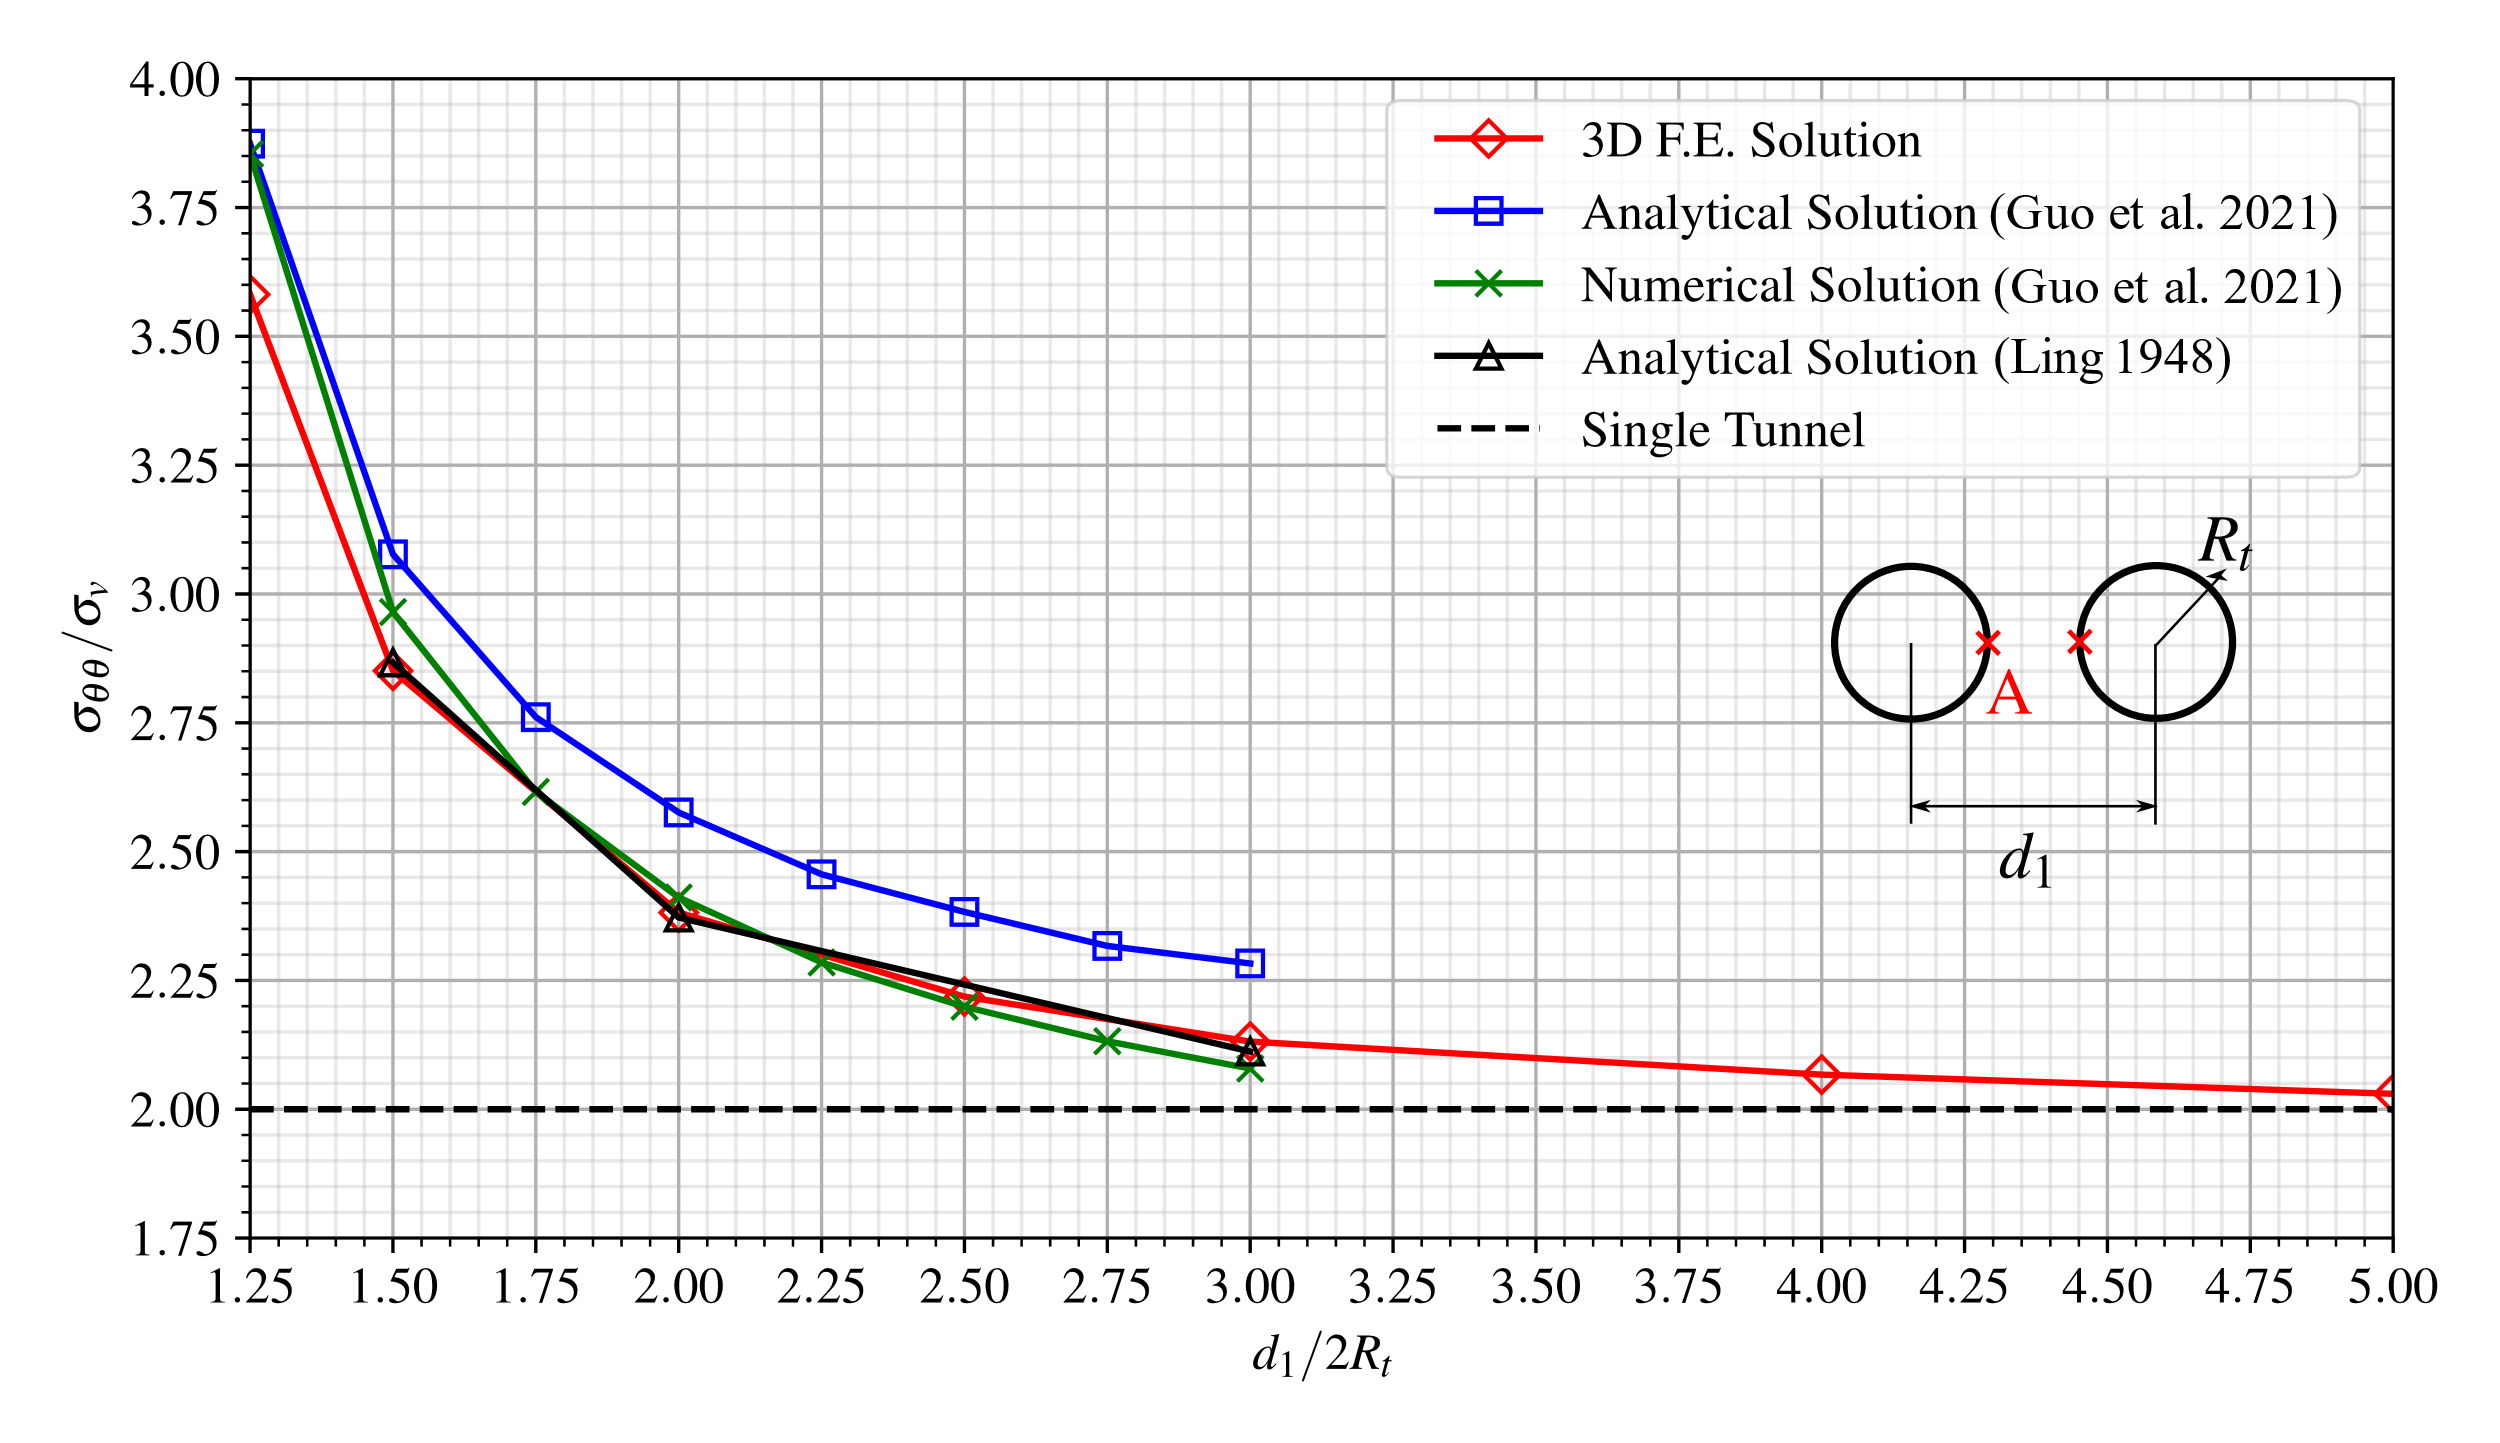 4.00
3.75
3.50
3.25
3.00
2.75
2.50
2.25
2.00
1.75
σθθ/ σv
3D F.E. Solution
Analytical Solution (Guo et al. 2021)
Numerical Solution (Guo et al. 2021)
Analytical Solution (Ling 1948)
Single Tunnel
Rt
A
d1
1.25 1.50 1.75 2.00 2.25 2.50 2.75 3.00 3.25 3.50 3.75 4.00 4.25 4.50 4.75 5.00
d1/2Rt